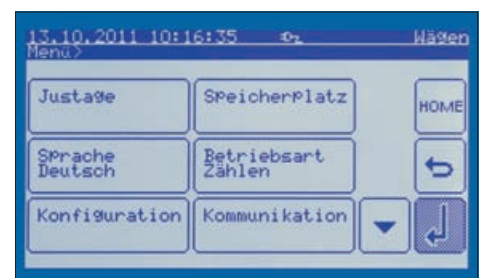 13.10.2011 10:16:35 Wägen
Menü>
Justage
Speicherplatz
HOME
Sprache
Deutsch
Betriebsart
Zählen
Konfiguration
Kommunikation